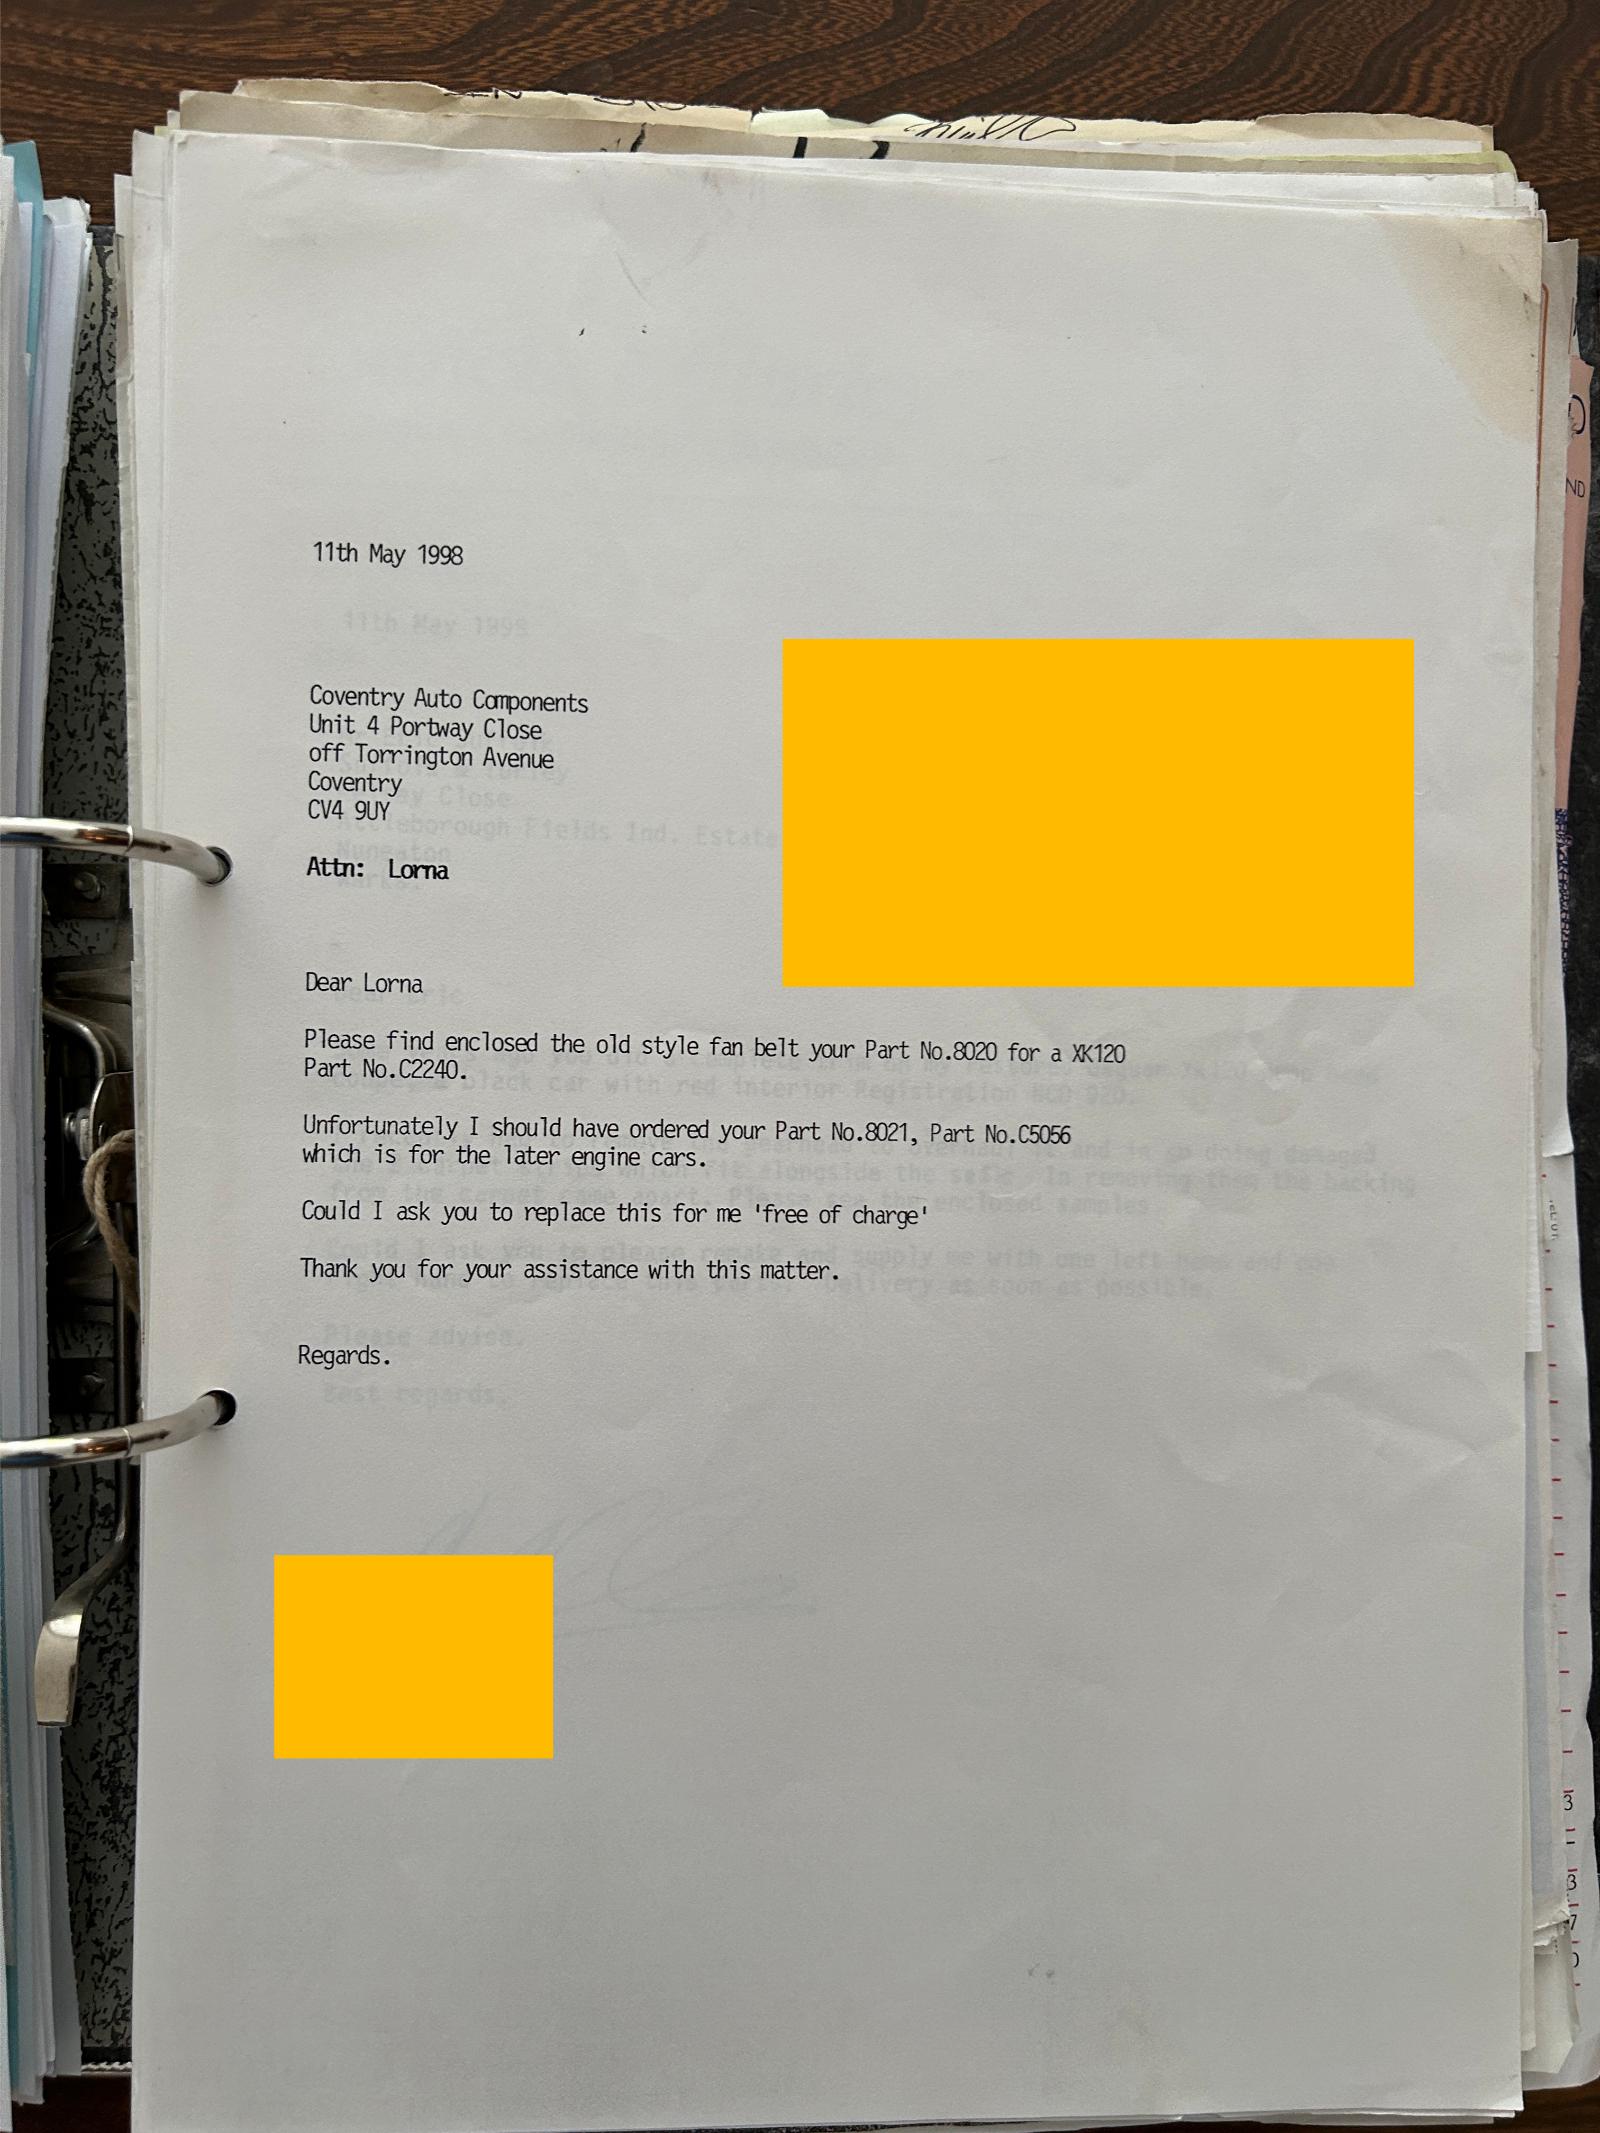 11th May 1998
Coventry Auto Components
Unit 4 Portway Close
off Torrington Avenue
Coventry
CV4 9UY
Attn: Lorna
Dear Lorna
Please find enclosed the old style fan belt your Part No.8020 for a XK120
Part No.C2240.
Unfortunately I should have ordered your Part No.8021, Part No.C5056
which is for the later engine cars.
Could I ask you to replace this for me 'free of charge'
Thank you for your assistance with this matter.
Regards.